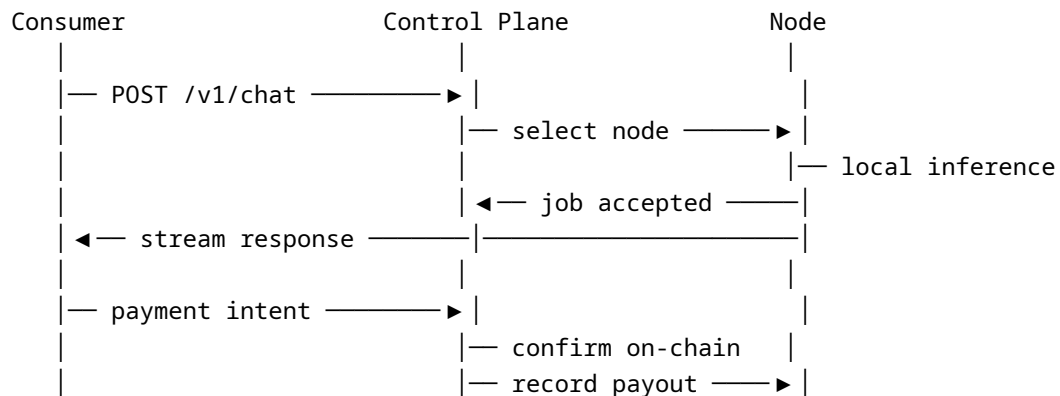 Consumer Control Plane Node
POST /v1/chat
select node
local inference
job accepted
stream response
payment intent
confirm on-chain
record payout